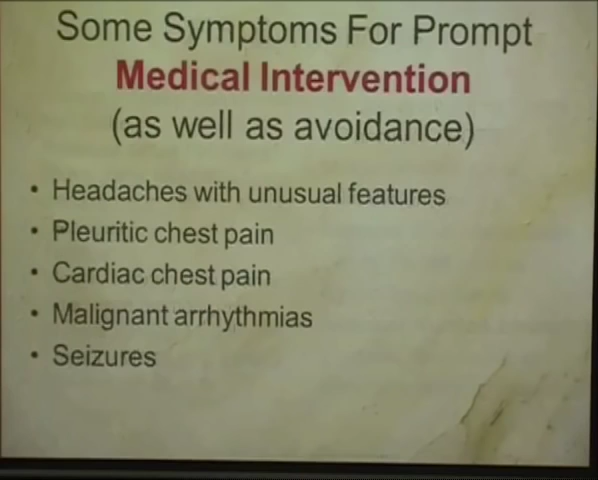 Some Symptoms For Prompt
Medical Intervention
(as well as avoidance)
• Headaches with unusual features
• Pleuritic chest pain
• Cardiac chest pain
• Malignant arrhythmias
• Seizures